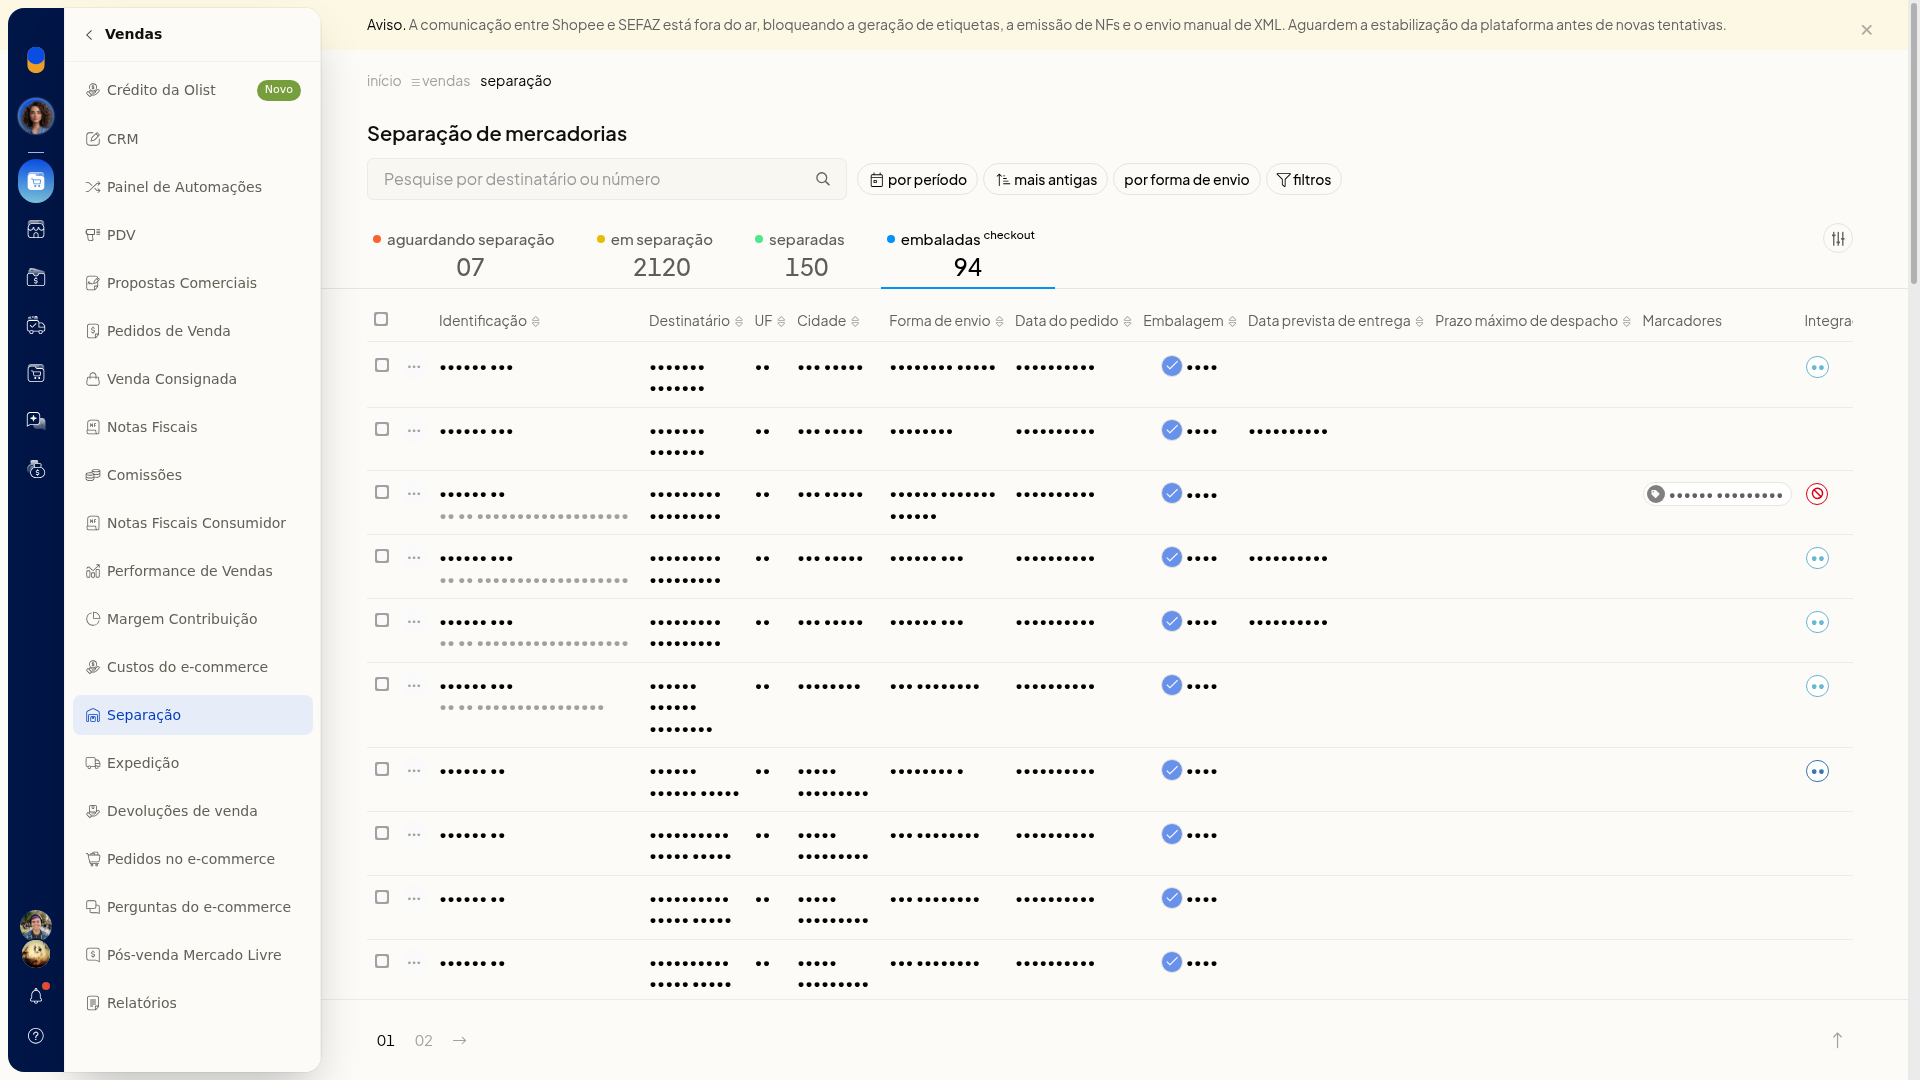 Aviso. A comunicação entre Shopee e SEFAZ está fora do ar, bloqueando a geração de etiquetas, a emissão de NFs e o envio manual de XML. Aguardem a estabilização da plataforma antes de novas tentativas.
Vendas
Crédito da Olist Novo
CRM
Painel de Automações
PDV
Propostas Comerciais
Pedidos de Venda
Venda Consignada
Notas Fiscais
Comissões
Notas Fiscais Consumidor
Performance de Vendas
Margem Contribuição
Custos do e-commerce
Separação
Expedição
Devoluções de venda
Pedidos no e-commerce
Perguntas do e-commerce
Pós-venda Mercado Livre
Relatórios
início vendas separação
Separação de mercadorias
Pesquise por destinatário ou número por período mais antigas por forma de envio filtros
aguardando separação em separação separadas embaladas checkout
07 2120 150 94
Identificação Destinatário UF Cidade Forma de envio Data do pedido Embalagem Data prevista de entrega Prazo máximo de despacho Marcadores Integra
01 02